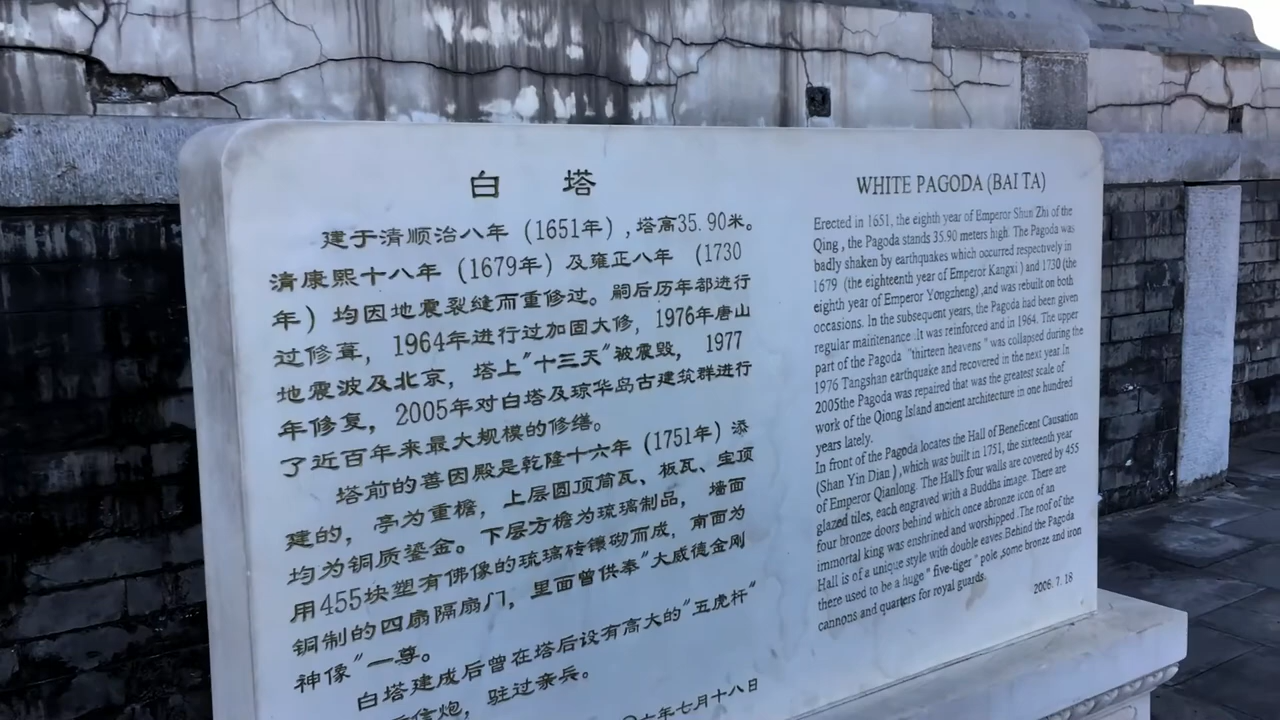 白 塔
建于清顺治八年（1651年）,塔高35.90米。
清康熙十八年（1679年）及雍正八年（1730
年）均因地震裂缝而重修过。嗣后历年都进行
过修葺，1964年进行过加固大修，1976年唐山
地震波及北京，塔上"十三天"被震毁，1977
年修复，2005年对白塔及琼华岛古建筑群进行
了近百年来最大规模的修缮。
塔前的善因殿是乾隆十六年（1751年）添
建的，亭为重檐，上层圆顶筒瓦、板瓦、宝顶
均为铜质鎏金。下层方檐为琉璃制品，墙面
用455块塑有佛像的琉璃砖镶砌而成，南面为
铜制的四扇隔扇门，里面曾供奉"大威德金刚
神像"一尊。
白塔建成后曾在塔后设有高大的"五虎杆"
信炮，驻过亲兵。
六年七月十八日
WHITE PAGODA (BAI TA)
Erected in 1651, the eighth year of Emperor Shun Zhi of the
Qing , the Pagoda stands 35.90 meters high. The Pagoda was
badly shaken by earthquakes which occurred respectively in
1679 (the eighteenth year of Emperor Kangxi ) and 1730 (the
eighth year of Emperor Yongzheng) ,and was rebuilt on both
occasions. In the subsequent years, the Pagoda had been given
regular maintenance .It was reinforced and in 1964. The upper
part of the Pagoda "thirteen heavens " was collapsed during the
1976 Tangshan earthquake and recovered in the next year.In
2005the Pagoda was repaired that was the greatest scale of
work of the Qiong Island ancient architecture in one hundred
years lately.
In front of the Pagoda locates the Hall of Beneficent Causation
(Shan Yin Dian ) ,which was built in 1751, the sixteenth year
of Emperor Qianlong. The Hall's four walls are covered by 455
glazed tiles, each engraved with a Buddha image. There are
four bronze doors behind which once abronze icon of an
immortal king was enshrined and worshipped .The roof of the
Hall is of a unique style with double eaves.Behind the Pagoda
there used to be a huge " five-tiger " pole ,some bronze and iron
cannons and quarters for royal guards.
2006. 7. 18